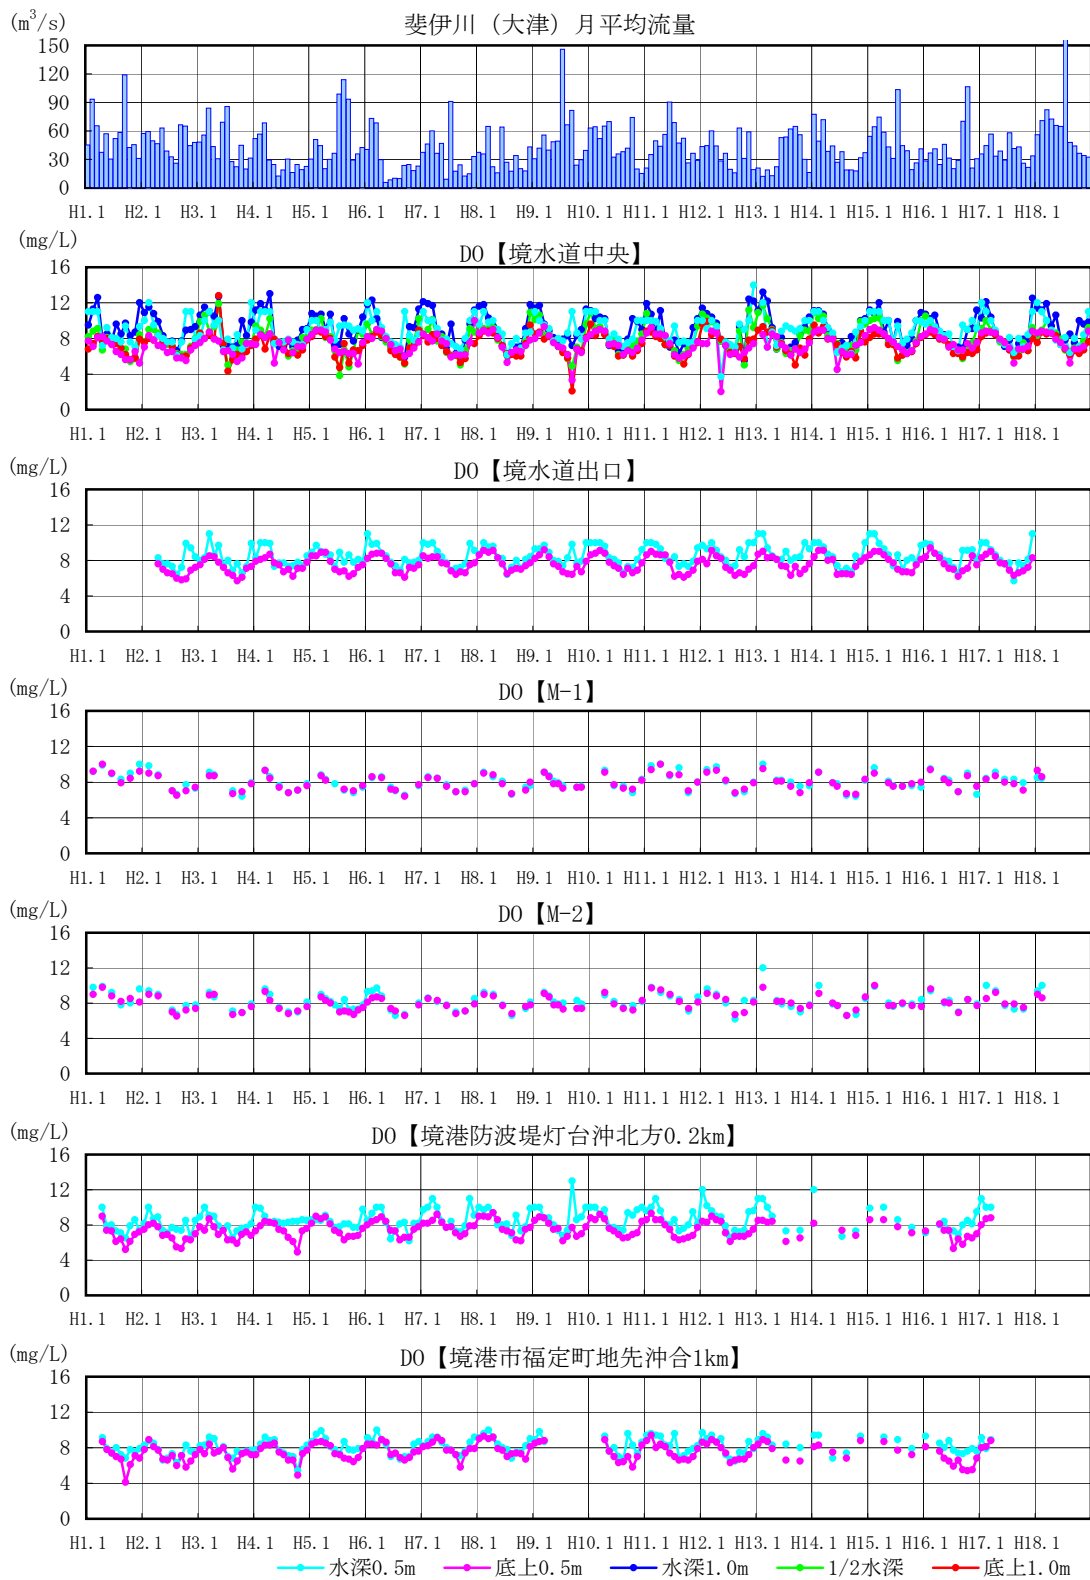 (m³/s)
斐伊川（大津）月平均流量
150
120
90
60
30
0
H1.1 H2.1 H3.1 H4.1 H5.1 H6.1 H7.1 H8.1 H9.1 H10.1 H11.1 H12.1 H13.1 H14.1 H15.1 H16.1 H17.1 H18.1
(mg/L)
DO【境水道中央】
16
12
8
4
0
H1.1 H2.1 H3.1 H4.1 H5.1 H6.1 H7.1 H8.1 H9.1 H10.1 H11.1 H12.1 H13.1 H14.1 H15.1 H16.1 H17.1 H18.1
(mg/L)
DO【境水道出口】
16
12
8
4
0
H1.1 H2.1 H3.1 H4.1 H5.1 H6.1 H7.1 H8.1 H9.1 H10.1 H11.1 H12.1 H13.1 H14.1 H15.1 H16.1 H17.1 H18.1
(mg/L)
DO【M-1】
16
12
8
4
0
H1.1 H2.1 H3.1 H4.1 H5.1 H6.1 H7.1 H8.1 H9.1 H10.1 H11.1 H12.1 H13.1 H14.1 H15.1 H16.1 H17.1 H18.1
(mg/L)
DO【M-2】
16
12
8
4
0
H1.1 H2.1 H3.1 H4.1 H5.1 H6.1 H7.1 H8.1 H9.1 H10.1 H11.1 H12.1 H13.1 H14.1 H15.1 H16.1 H17.1 H18.1
(mg/L)
DO【境港防波堤灯台沖北方0.2km】
16
12
8
4
0
H1.1 H2.1 H3.1 H4.1 H5.1 H6.1 H7.1 H8.1 H9.1 H10.1 H11.1 H12.1 H13.1 H14.1 H15.1 H16.1 H17.1 H18.1
(mg/L)
DO【境港市福定町地先沖合1km】
16
12
8
4
0
H1.1 H2.1 H3.1 H4.1 H5.1 H6.1 H7.1 H8.1 H9.1 H10.1 H11.1 H12.1 H13.1 H14.1 H15.1 H16.1 H17.1 H18.1
水深0.5m 底上0.5m 水深1.0m 1/2水深 底上1.0m